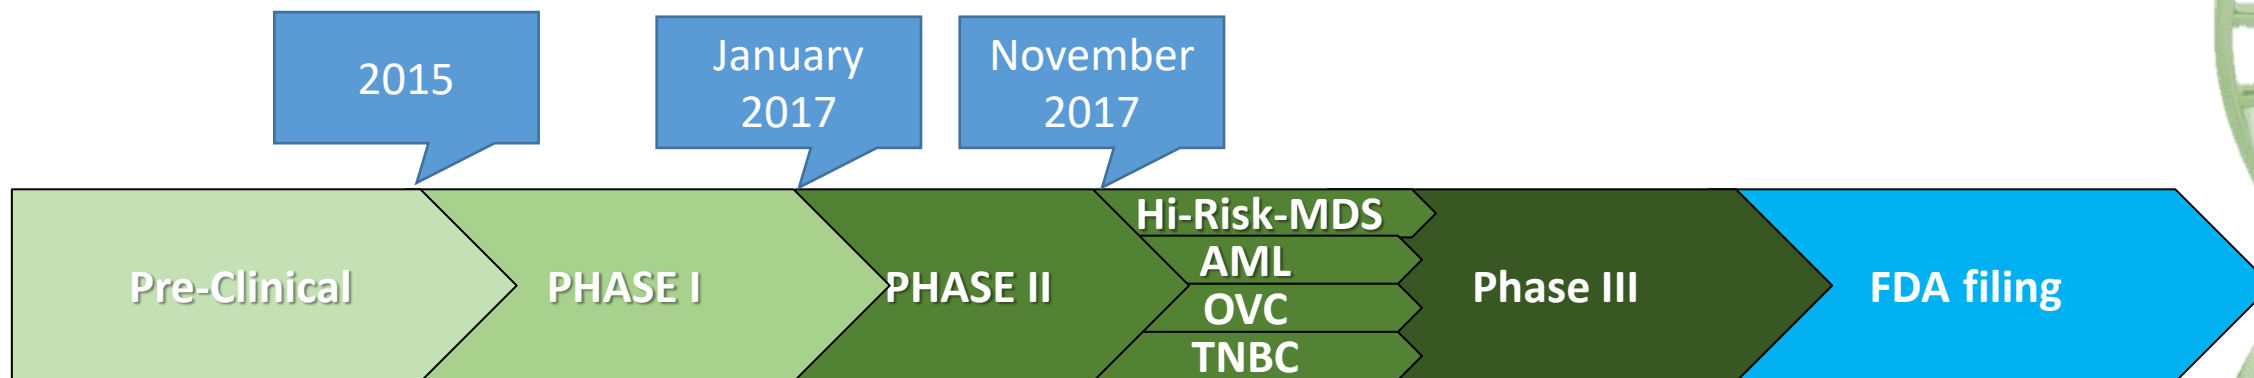 2015
January
2017
November
2017
Pre-Clinical
PHASE I
PHASE II
Hi-Risk-MDS
AML
OVC
TNBC
Phase III
FDA filing